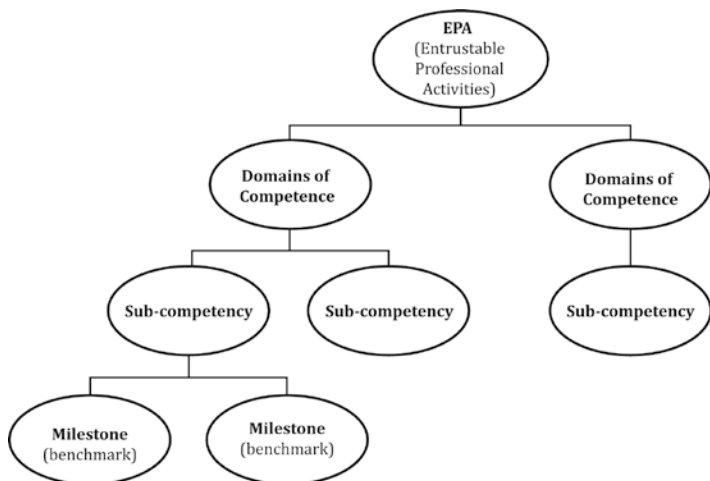 EPA
(Entrustable
Professional
Activities)
Domains of
Competence
Domains of
Competence
Sub-competency
Sub-competency
Sub-competency
Milestone
(benchmark)
Milestone
(benchmark)